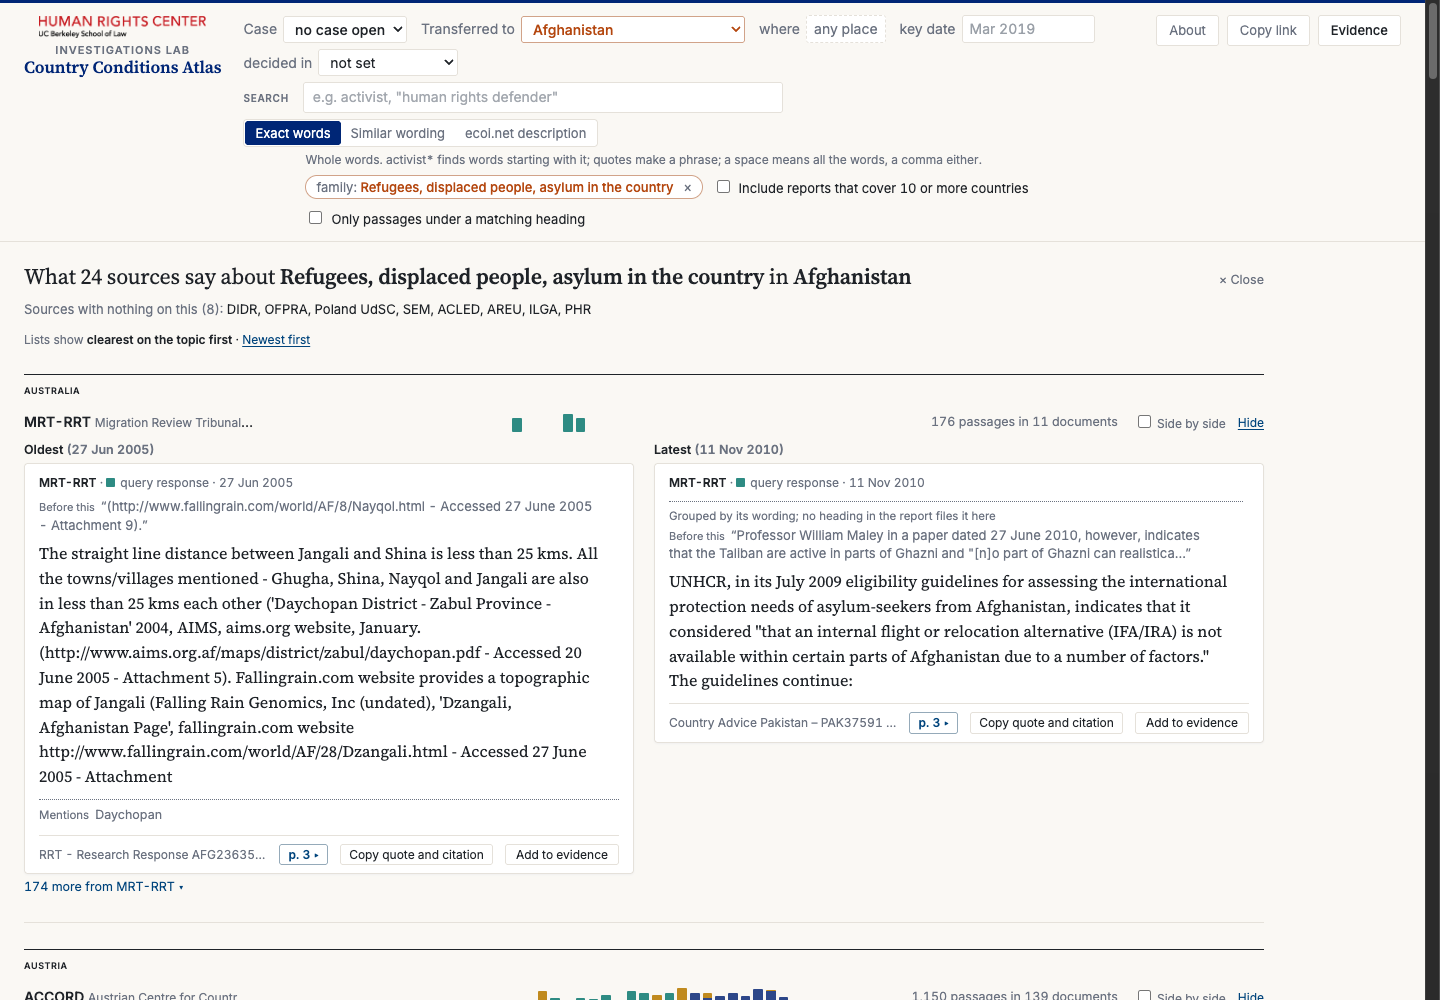 HUMAN RIGHTS CENTER
UC Berkeley School of Law
INVESTIGATIONS LAB
Country Conditions Atlas
Case no case open Transferred to Afghanistan where any place key date Mar 2019
About Copy link Evidence
decided in not set
SEARCH e.g. activist, "human rights defender"
Exact words Similar wording ecoi.net description
Whole words. activist* finds words starting with it; quotes make a phrase; a space means all the words, a comma either.
family: Refugees, displaced people, asylum in the country × Include reports that cover 10 or more countries
Only passages under a matching heading
What 24 sources say about Refugees, displaced people, asylum in the country in Afghanistan
× Close
Sources with nothing on this (8): DIDR, OFPRA, Poland UdSC, SEM, ACLED, AREU, ILGA, PHR
Lists show clearest on the topic first · Newest first
AUSTRALIA
MRT-RRT Migration Review Tribunal... 176 passages in 11 documents Side by side Hide
Oldest (27 Jun 2005)
MRT-RRT · query response · 27 Jun 2005
Before this "(http://www.fallingrain.com/world/AF/8/Nayqol.html - Accessed 27 June 2005
- Attachment 9)."
The straight line distance between Jangali and Shina is less than 25 kms. All
the towns/villages mentioned - Ghugha, Shina, Nayqol and Jangali are also
in less than 25 kms each other ('Daychopan District - Zabul Province -
Afghanistan' 2004, AIMS, aims.org website, January.
(http://www.aims.org.af/maps/district/zabul/daychopan.pdf - Accessed 20
June 2005 - Attachment 5). Fallingrain.com website provides a topographic
map of Jangali (Falling Rain Genomics, Inc (undated), 'Dzangali,
Afghanistan Page', fallingrain.com website
http://www.fallingrain.com/world/AF/28/Dzangali.html - Accessed 27 June
2005 - Attachment
Mentions Daychopan
RRT - Research Response AFG23635... p. 3 ▸ Copy quote and citation Add to evidence
174 more from MRT-RRT ▾
Latest (11 Nov 2010)
MRT-RRT · query response · 11 Nov 2010
Grouped by its wording; no heading in the report files it here
Before this "Professor William Maley in a paper dated 27 June 2010, however, indicates
that the Taliban are active in parts of Ghazni and "[n]o part of Ghazni can realistica..."
UNHCR, in its July 2009 eligibility guidelines for assessing the international
protection needs of asylum-seekers from Afghanistan, indicates that it
considered "that an internal flight or relocation alternative (IFA/IRA) is not
available within certain parts of Afghanistan due to a number of factors."
The guidelines continue:
Country Advice Pakistan – PAK37591 ... p. 3 ▸ Copy quote and citation Add to evidence
AUSTRIA
ACCORD Austrian Centre for Countr 1,150 passages in 139 documents Side by side Hide